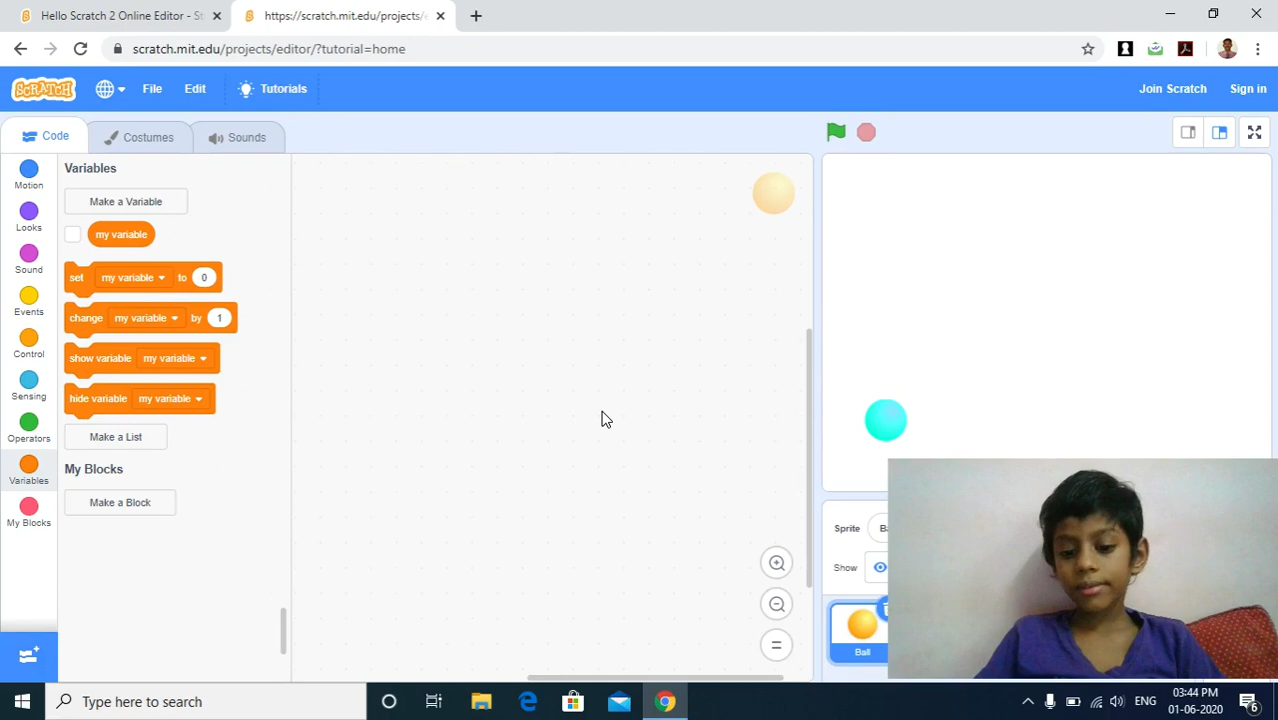 Hello Scratch 2 Online Editor - St
https://scratch.mit.edu/projects/e
scratch.mit.edu/projects/editor/?tutorial=home
SCRATCH
File
Edit
Tutorials
Join Scratch
Sign in
Code
Costumes
Sounds
Motion
Looks
Sound
Events
Control
Sensing
Operators
Variables
My Blocks
Variables
Make a Variable
my variable
set my variable to 0
change my variable by 1
show variable my variable
hide variable my variable
Make a List
My Blocks
Make a Block
Sprite Ba
Show
Ball
Type here to search
ENG
03:44 PM
01-06-2020
6